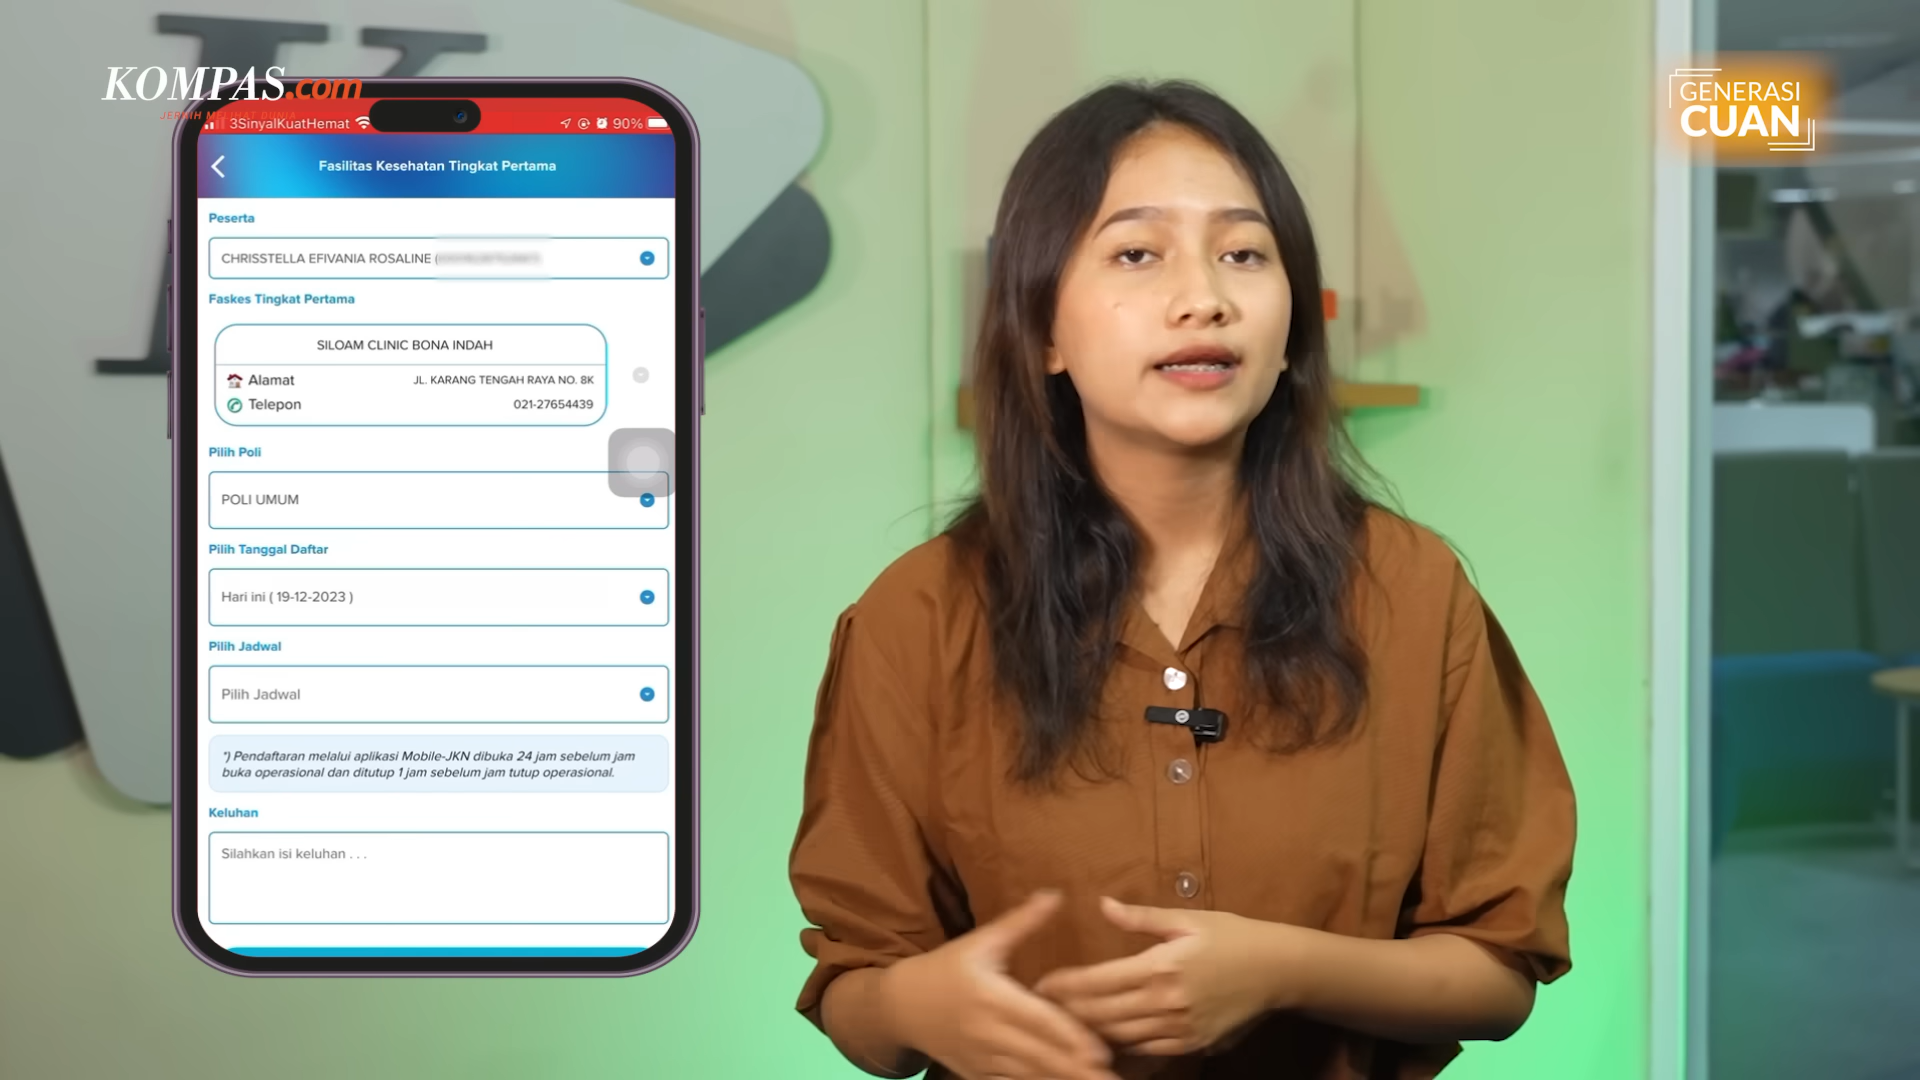 KOMPAS.com
JERNIH MELIHAT DUNIA
GENERASI
CUAN
3SinyalKuatHemat
90%
Fasilitas Kesehatan Tingkat Pertama
Peserta
CHRISSTELLA EFIVANIA ROSALINE (
Faskes Tingkat Pertama
SILOAM CLINIC BONA INDAH
Alamat JL. KARANG TENGAH RAYA NO. 8K
Telepon 021-27654439
Pilih Poli
POLI UMUM
Pilih Tanggal Daftar
Hari ini ( 19-12-2023 )
Pilih Jadwal
Pilih Jadwal
*) Pendaftaran melalui aplikasi Mobile-JKN dibuka 24 jam sebelum jam
buka operasional dan ditutup 1 jam sebelum jam tutup operasional.
Keluhan
Silahkan isi keluhan . . .